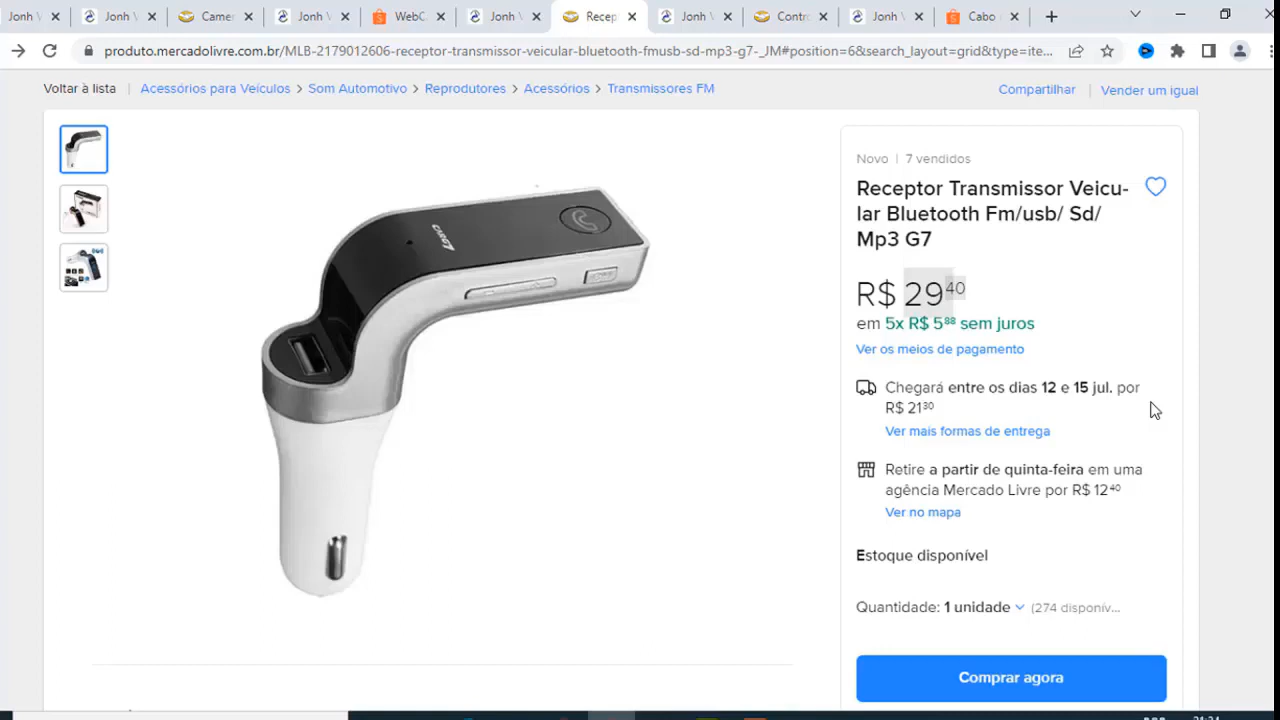 Jonh V
Jonh V
Camer
Jonh V
WebC
Jonh V
Recep
Jonh V
Contro
Jonh V
Cabo
produto.mercadolivre.com.br/MLB-2179012606-receptor-transmissor-veicular-bluetooth-fmusb-sd-mp3-g7-_JM#position=6&search_layout=grid&type=ite...
Voltar à lista | Acessórios para Veículos > Som Automotivo > Reprodutores > Acessórios > Transmissores FM
Compartilhar | Vender um igual
Novo | 7 vendidos
Receptor Transmissor Veicu-
lar Bluetooth Fm/usb/ Sd/
Mp3 G7
R$ 29 40
em 5x R$ 5 88 sem juros
Ver os meios de pagamento
Chegará entre os dias 12 e 15 jul. por
R$ 21 30
Ver mais formas de entrega
Retire a partir de quinta-feira em uma
agência Mercado Livre por R$ 12 40
Ver no mapa
Estoque disponível
Quantidade: 1 unidade (274 disponív...
Comprar agora